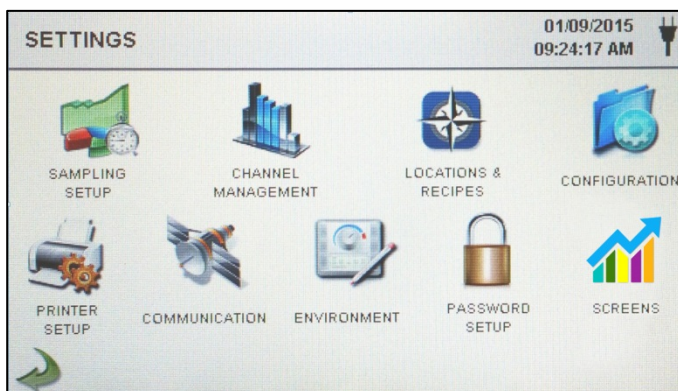 SETTINGS
01/09/2015
09:24:17 AM
SAMPLING
SETUP
CHANNEL
MANAGEMENT
LOCATIONS &
RECIPES
CONFIGURATION
PRINTER
SETUP
COMMUNICATION
ENVIRONMENT
PASSWORD
SETUP
SCREENS